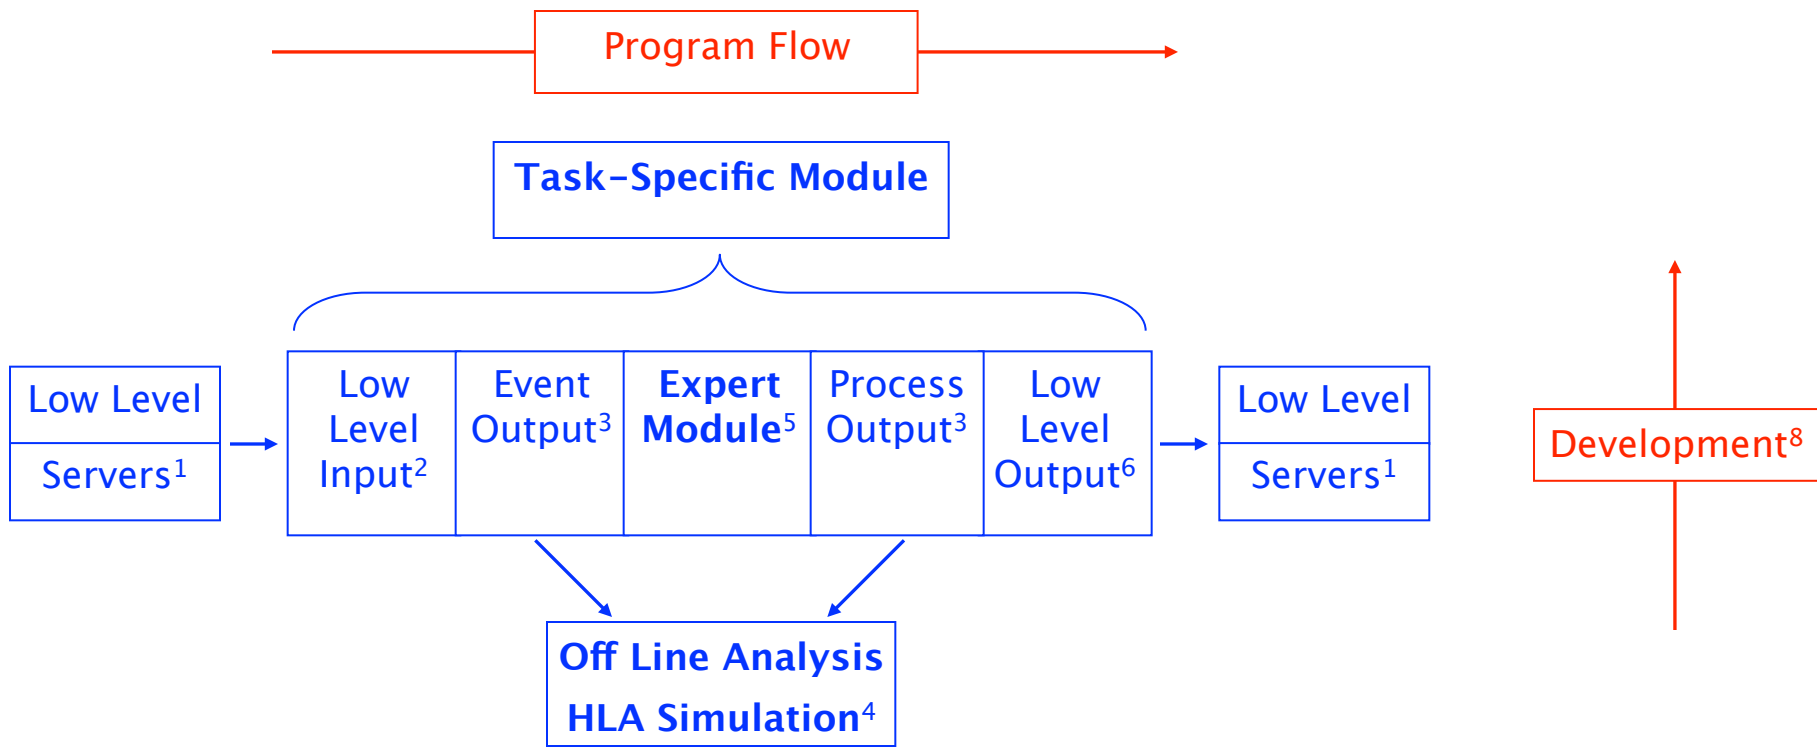 Program Flow
Task-Specific Module
Low Level
Servers1
Low
Level
Input2
Event
Output3
Expert
Module5
Process
Output3
Low
Level
Output6
Low Level
Servers1
Development8
Off Line Analysis
HLA Simulation4